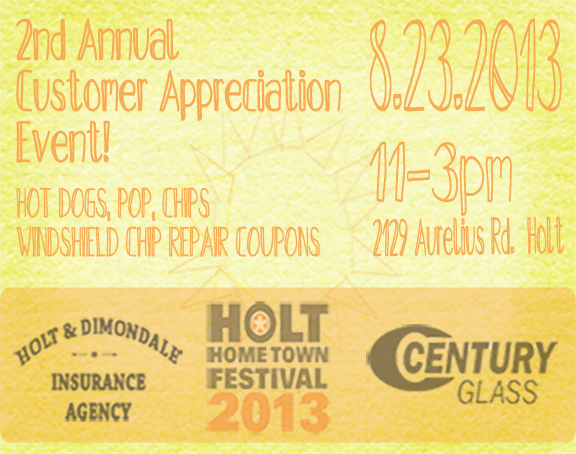 2nd Annual
Customer Appreciation
Event!
HOT DOGS, POP, CHIPS
WINDSHIELD CHIP REPAIR COUPONS
8.23.2013
11-3pm
2129 Aurelius Rd. Holt
HOLT & DIMONDALE
INSURANCE
AGENCY
HOLT
HOME TOWN
FESTIVAL
2013
CENTURY
GLASS